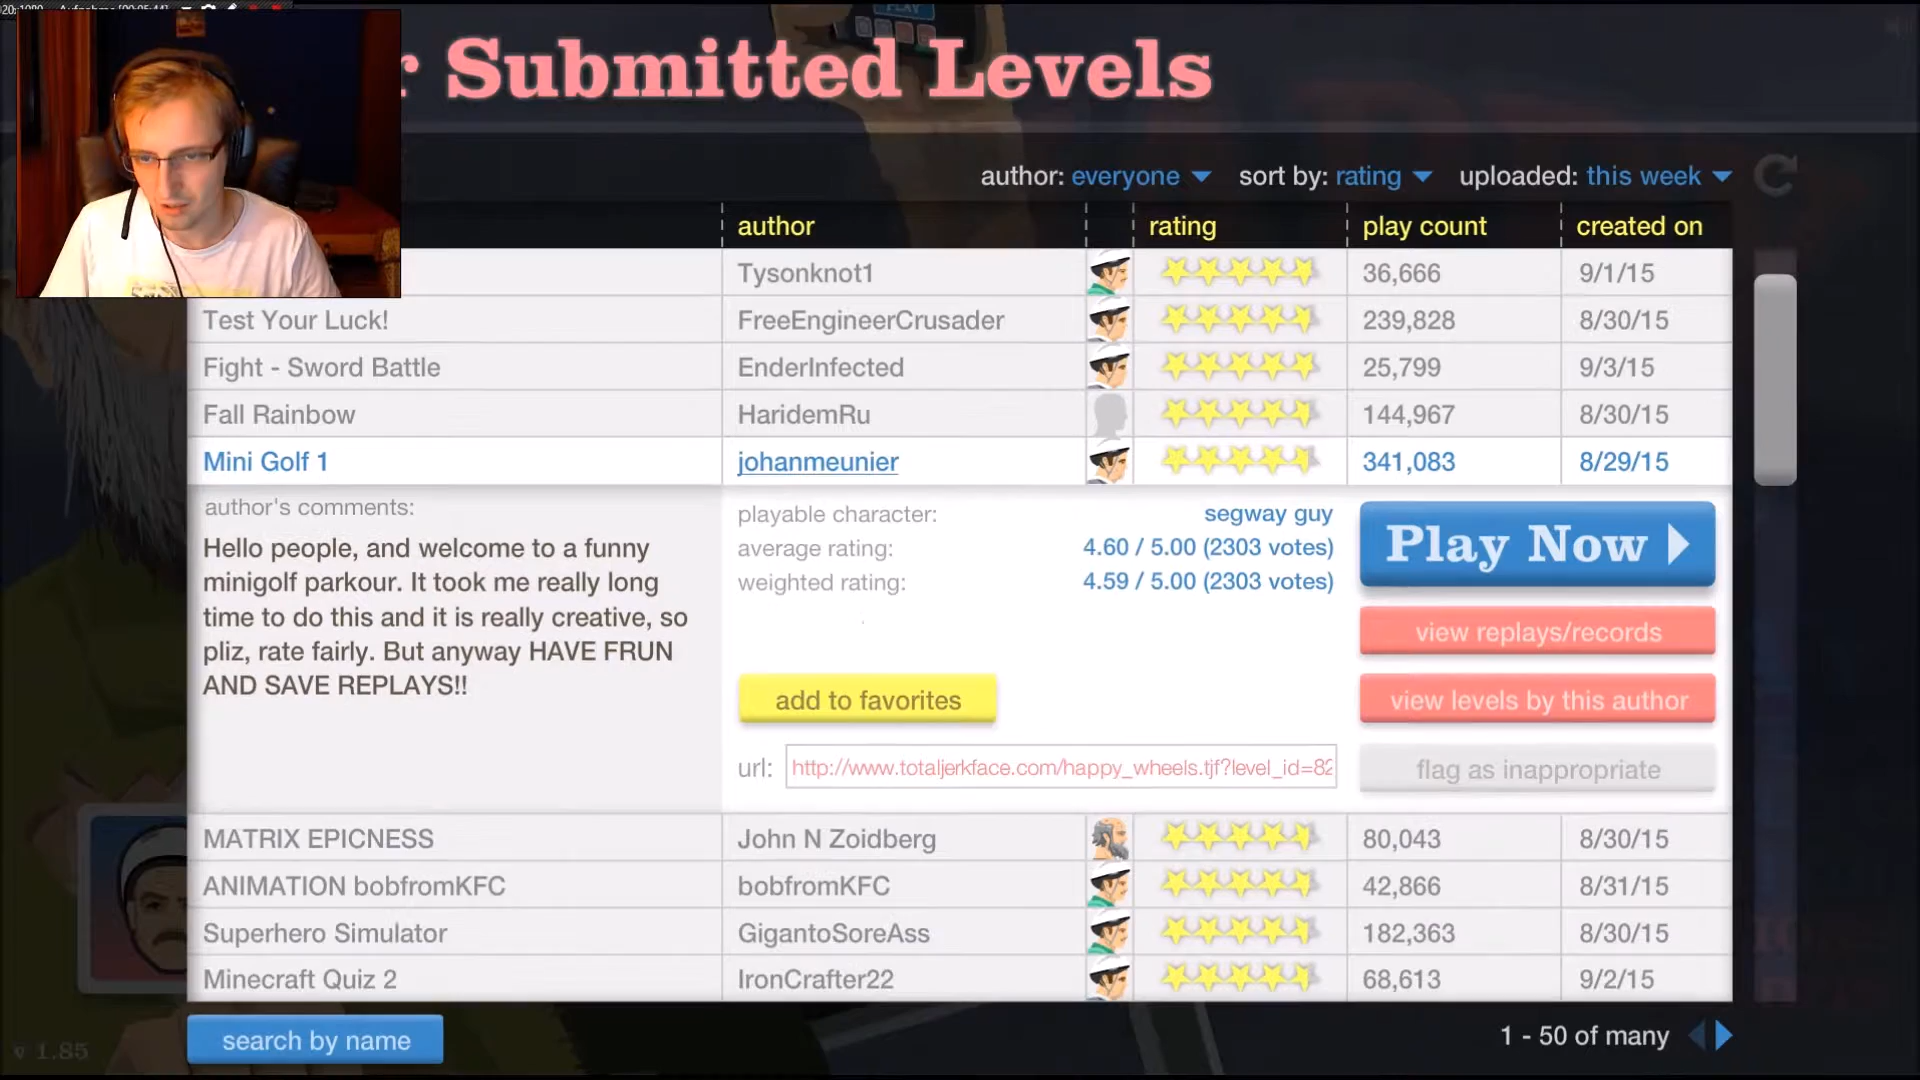 Aufnahme [00:05:44]
PLAY
r Submitted Levels
author: everyone sort by: rating uploaded: this week
author rating play count created on
Tysonknot1 36,666 9/1/15
Test Your Luck! FreeEngineerCrusader 239,828 8/30/15
Fight - Sword Battle EnderInfected 25,799 9/3/15
Fall Rainbow HaridemRu 144,967 8/30/15
Mini Golf 1 johanmeunier 341,083 8/29/15
author's comments:
Hello people, and welcome to a funny
minigolf parkour. It took me really long
time to do this and it is really creative, so
pliz, rate fairly. But anyway HAVE FRUN
AND SAVE REPLAYS!!
playable character: segway guy
average rating: 4.60 / 5.00 (2303 votes)
weighted rating: 4.59 / 5.00 (2303 votes)
add to favorites
url: http://www.totaljerkface.com/happy_wheels.tjf?level_id=82
Play Now
view replays/records
view levels by this author
flag as inappropriate
MATRIX EPICNESS John N Zoidberg 80,043 8/30/15
ANIMATION bobfromKFC bobfromKFC 42,866 8/31/15
Superhero Simulator GigantoSoreAss 182,363 8/30/15
Minecraft Quiz 2 IronCrafter22 68,613 9/2/15
search by name 1 - 50 of many
v 1.85